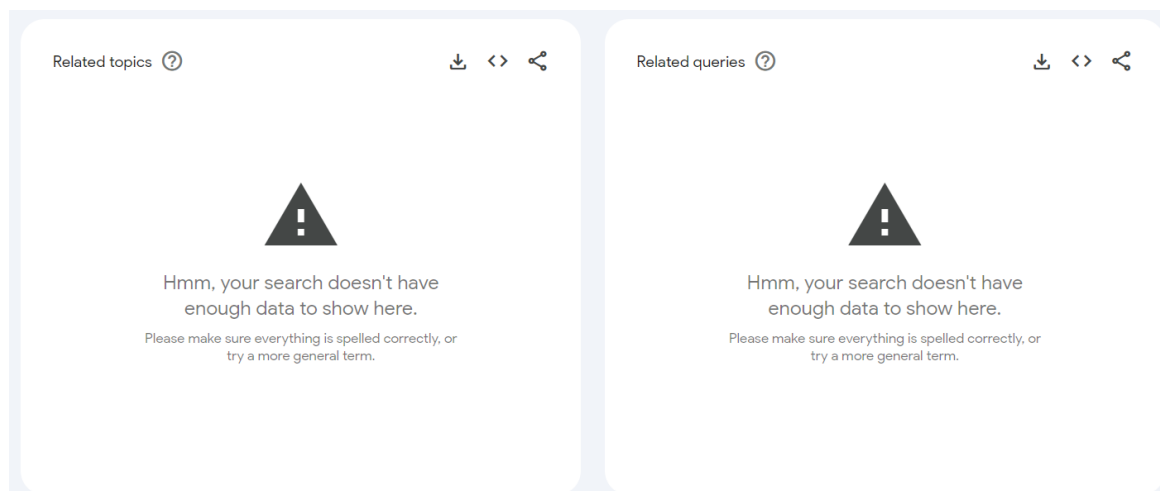 Related topics
Hmm, your search doesn't have
enough data to show here.
Please make sure everything is spelled correctly, or
try a more general term.
Related queries
Hmm, your search doesn't have
enough data to show here.
Please make sure everything is spelled correctly, or
try a more general term.